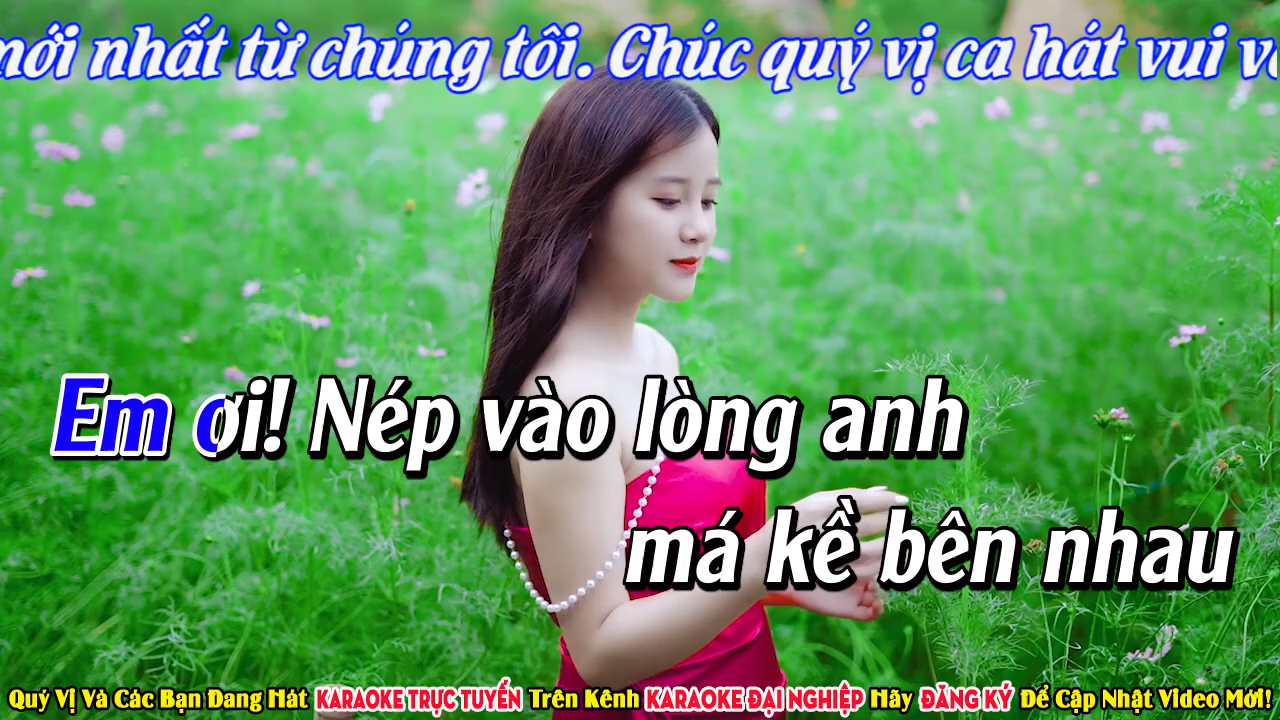 mới nhất từ chúng tôi. Chúc quý vị ca hát vui
Em ơi! Nép vào lòng anh
má kề bên nhau
Quý Vị Và Các Bạn Đang Hát KARAOKE TRỰC TUYẾN Trên Kênh KARAOKE ĐẠI NGHIỆP Hãy ĐĂNG KÝ Để Cập Nhật Video Mới!